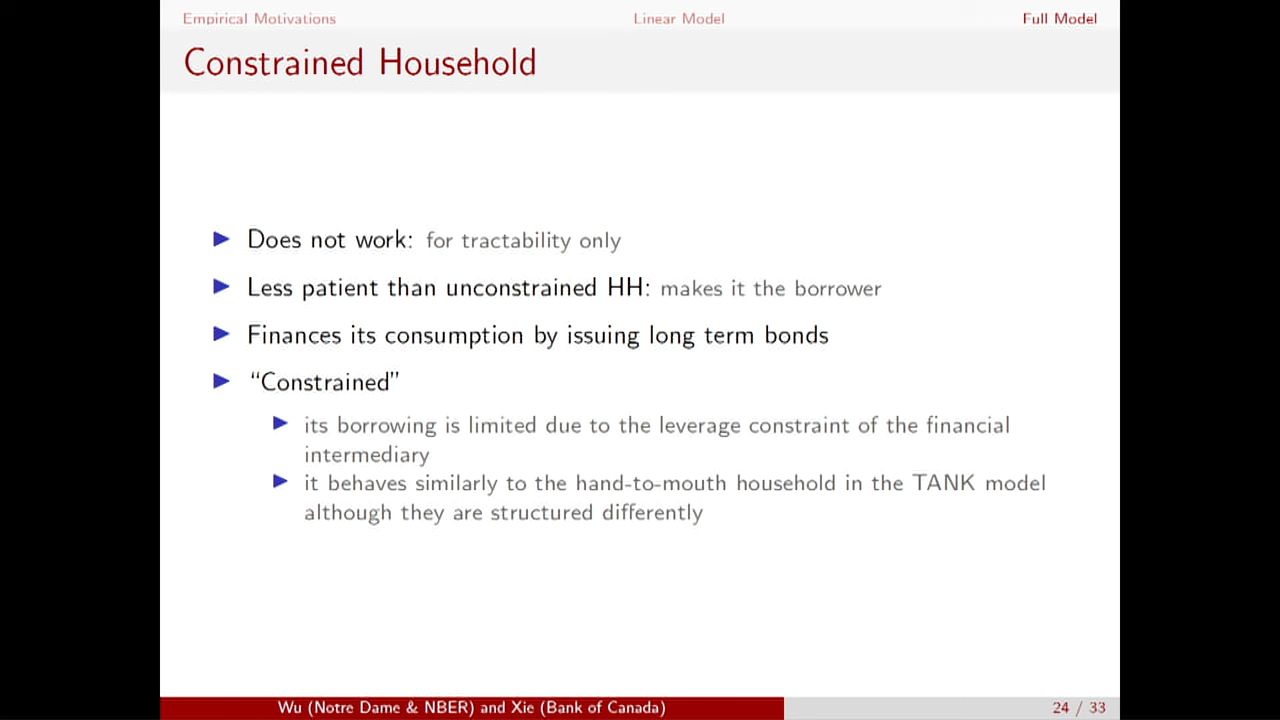 Empirical Motivations Linear Model Full Model
Constrained Household
Does not work: for tractability only
Less patient than unconstrained HH: makes it the borrower
Finances its consumption by issuing long term bonds
“Constrained”
its borrowing is limited due to the leverage constraint of the financial
intermediary
it behaves similarly to the hand-to-mouth household in the TANK model
although they are structured differently
Wu (Notre Dame & NBER) and Xie (Bank of Canada) 24 / 33